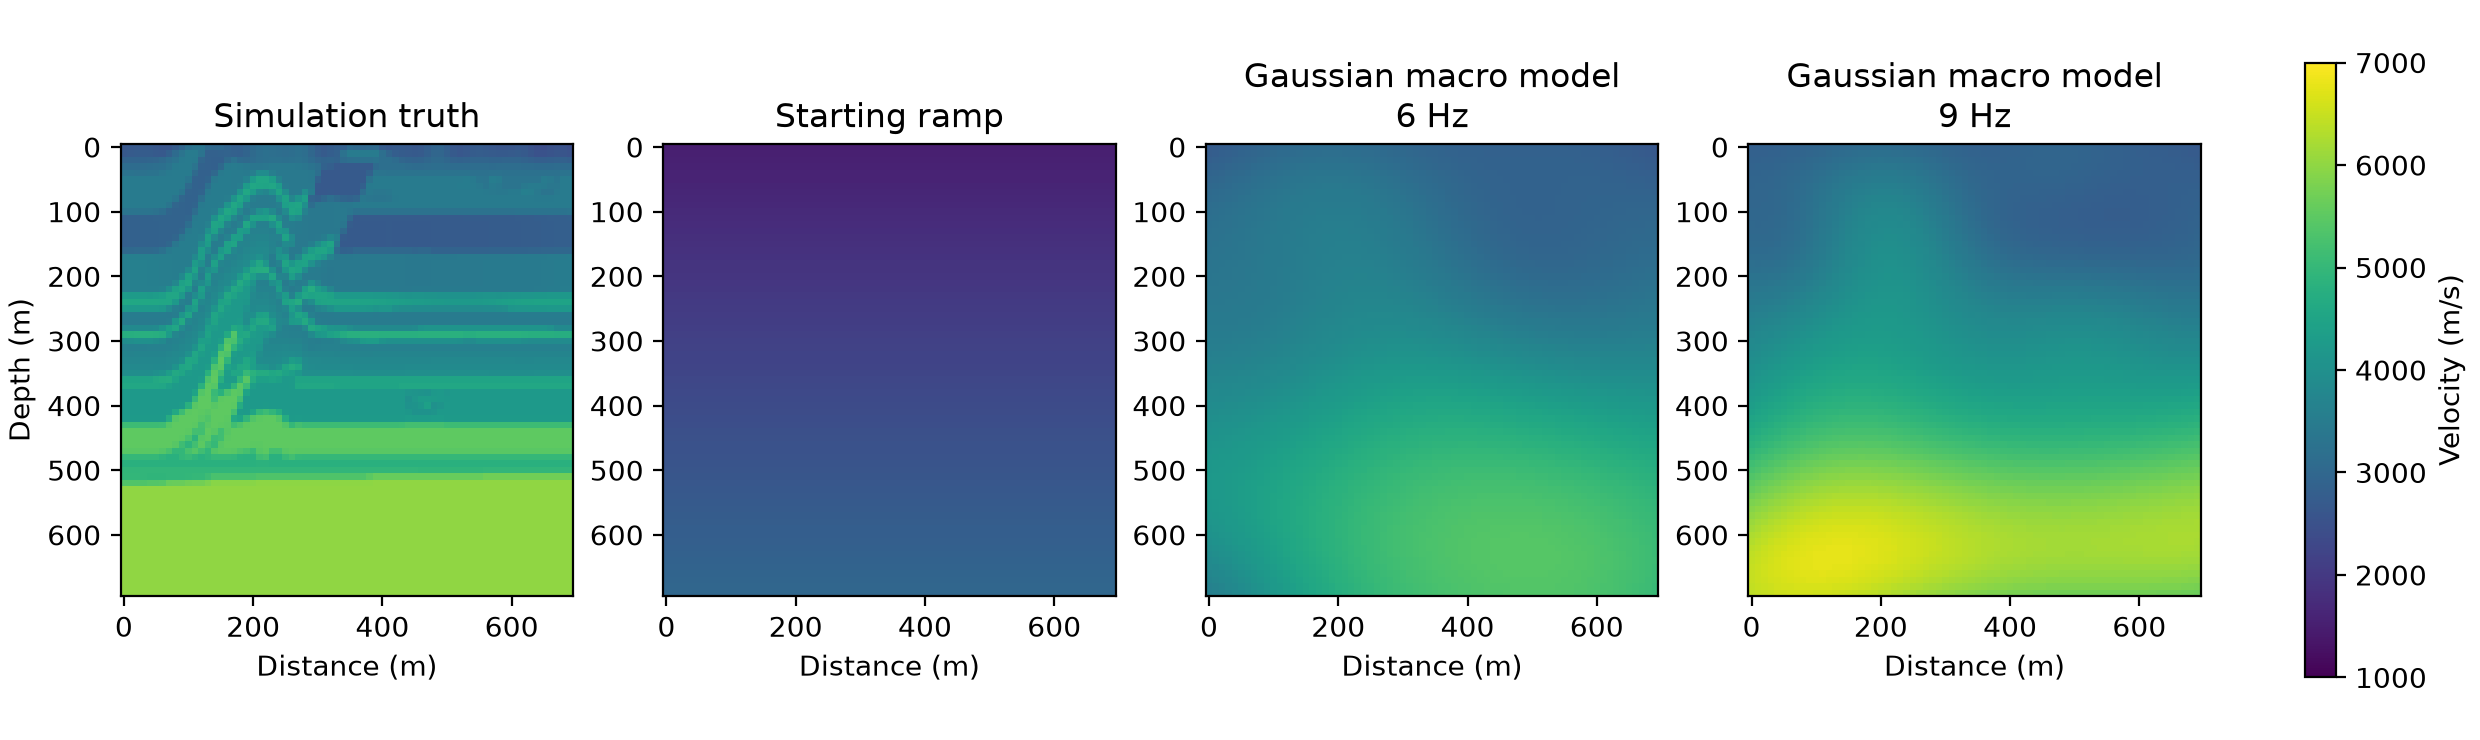 Simulation truth
Starting ramp
Gaussian macro model
6 Hz
Gaussian macro model
9 Hz
Depth (m)
0
100
200
300
400
500
600
0 200 400 600
Distance (m)
0
100
200
300
400
500
600
0 200 400 600
Distance (m)
0
100
200
300
400
500
600
0 200 400 600
Distance (m)
0
100
200
300
400
500
600
0 200 400 600
Distance (m)
7000
6000
5000
4000
3000
2000
1000
Velocity (m/s)